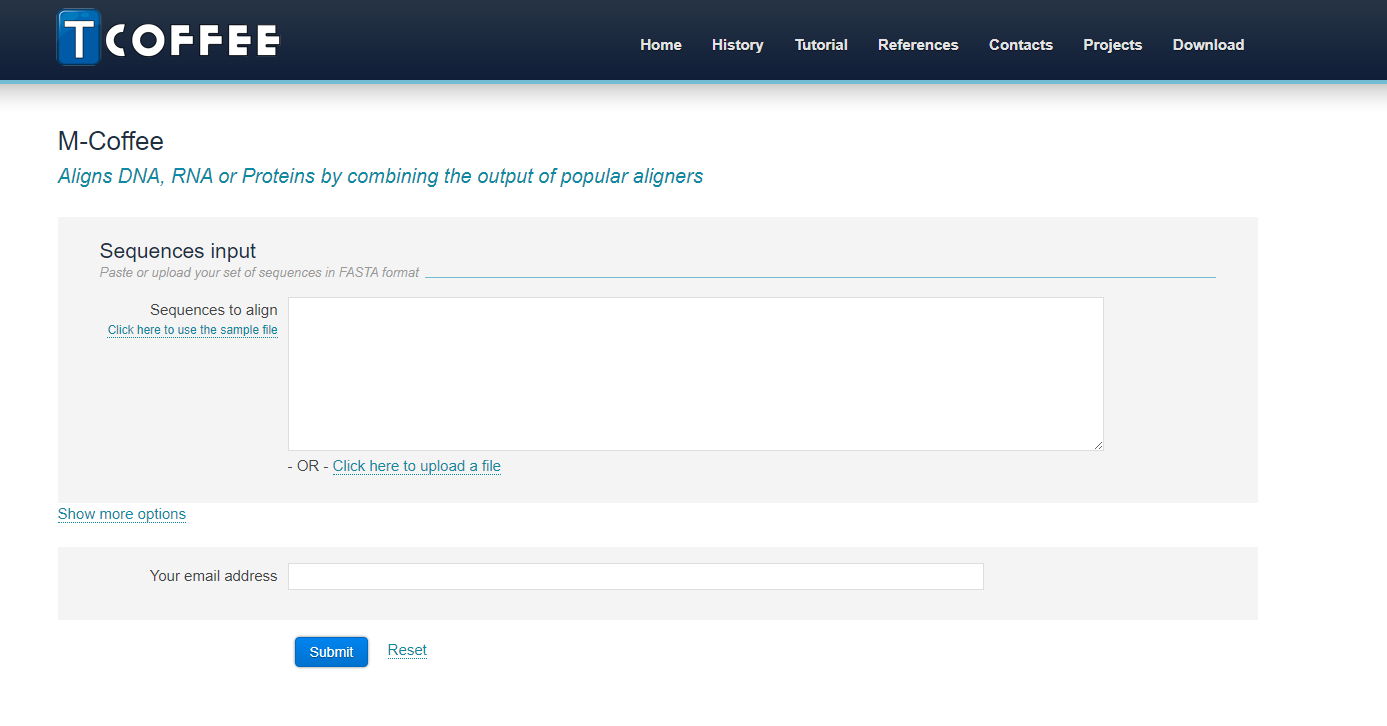 T COFFEE
Home History Tutorial References Contacts Projects Download
M-Coffee
Aligns DNA, RNA or Proteins by combining the output of popular aligners
Sequences input
Paste or upload your set of sequences in FASTA format
Sequences to align
Click here to use the sample file
- OR - Click here to upload a file
Show more options
Your email address
Submit Reset